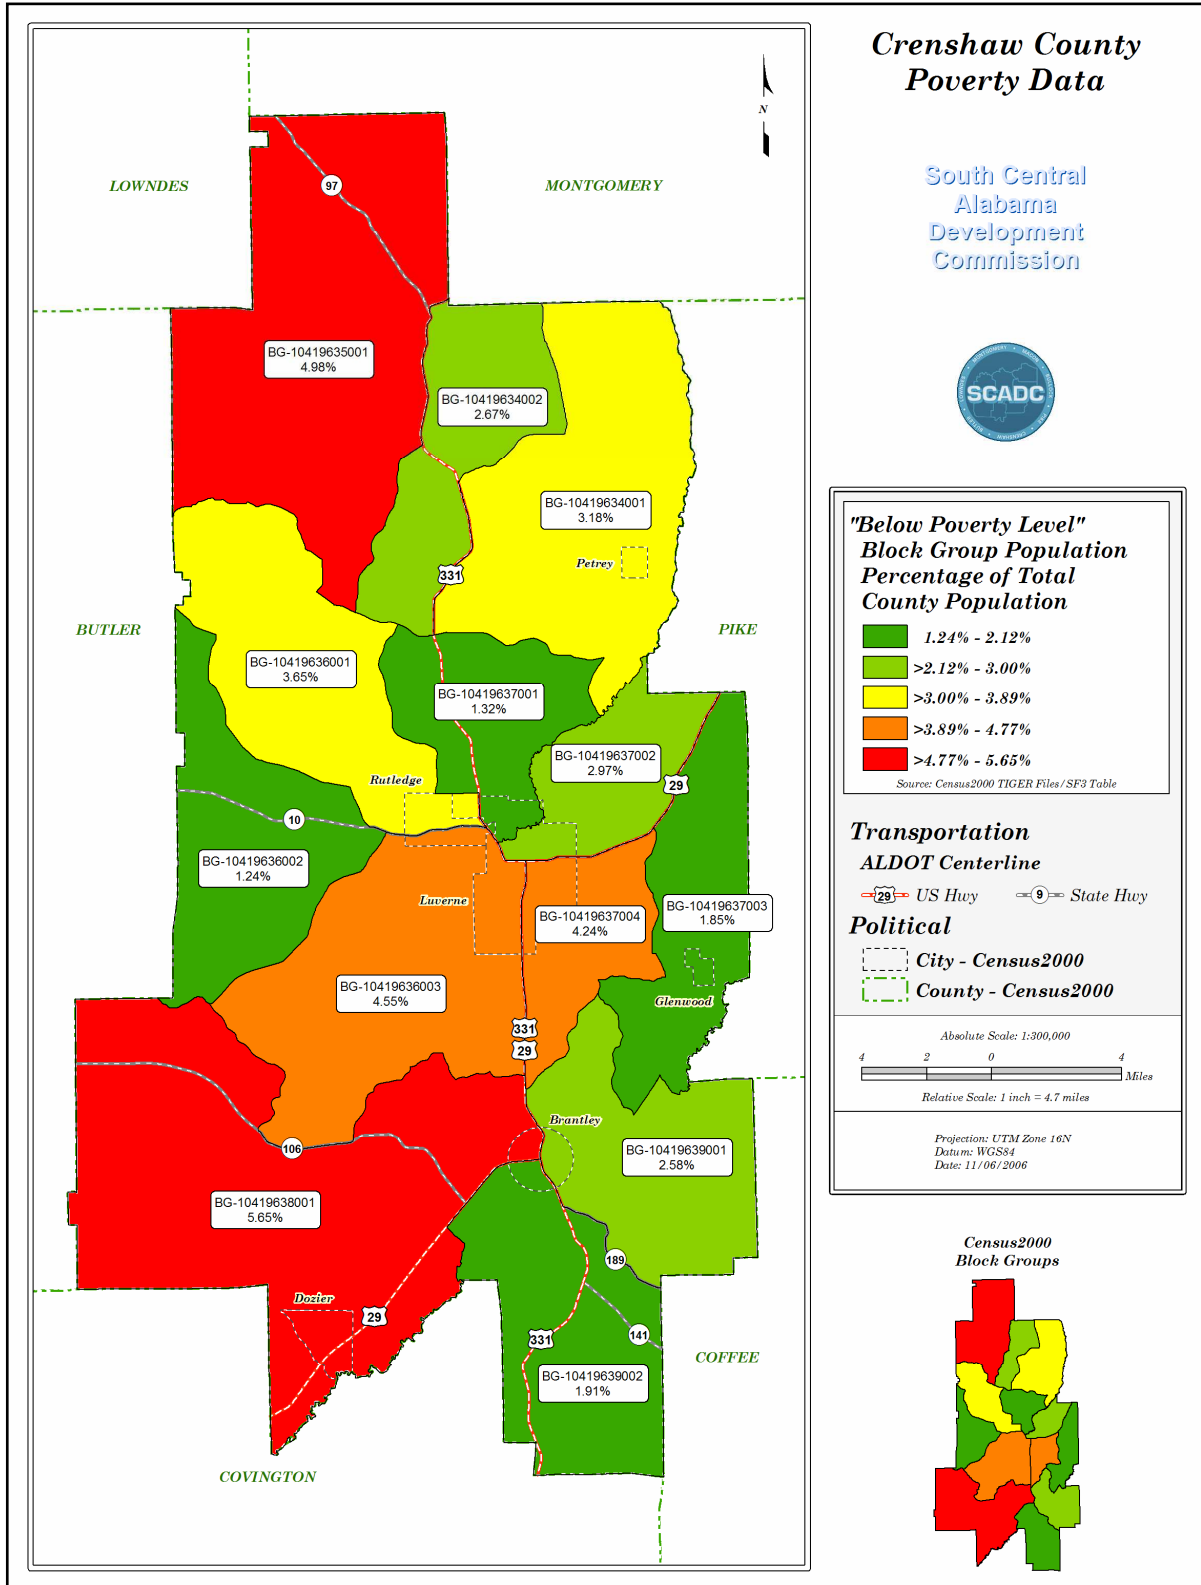 Crenshaw County
Poverty Data
South Central
Alabama
Development
Commission
N
LOWNDES
MONTGOMERY
97
BG-10419635001
4.98%
BG-10419634002
2.67%
BG-10419634001
3.18%
Petrey
331
BUTLER
PIKE
BG-10419636001
3.65%
BG-10419637001
1.32%
BG-10419637002
2.97%
Rutledge
29
10
BG-10419636002
1.24%
Luverne
BG-10419637003
1.85%
BG-10419637004
4.24%
BG-10419636003
4.55%
Glenwood
331
29
Brantley
106
BG-10419639001
2.58%
BG-10419638001
5.65%
189
Dozier
29
331
141
COFFEE
BG-10419639002
1.91%
COVINGTON
SCADC
"Below Poverty Level"
Block Group Population
Percentage of Total
County Population
1.24% - 2.12%
>2.12% - 3.00%
>3.00% - 3.89%
>3.89% - 4.77%
>4.77% - 5.65%
Source: Census2000 TIGER Files/SF3 Table
Transportation
ALDOT Centerline
29 US Hwy 9 State Hwy
Political
City - Census2000
County - Census2000
Absolute Scale: 1:300,000
4 2 0 4
Miles
Relative Scale: 1 inch = 4.7 miles
Projection: UTM Zone 16N
Datum: WGS84
Date: 11/06/2006
Census2000
Block Groups